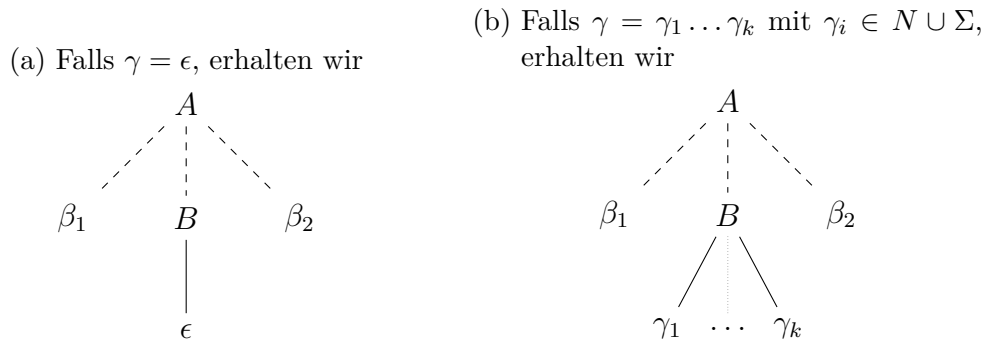 (a) Falls γ = ϵ, erhalten wir
A
β₁ B β₂
ϵ
(b) Falls γ = γ₁ … γₖ mit γᵢ ∈ N ∪ Σ,
erhalten wir
A
β₁ B β₂
γ₁ … γₖ